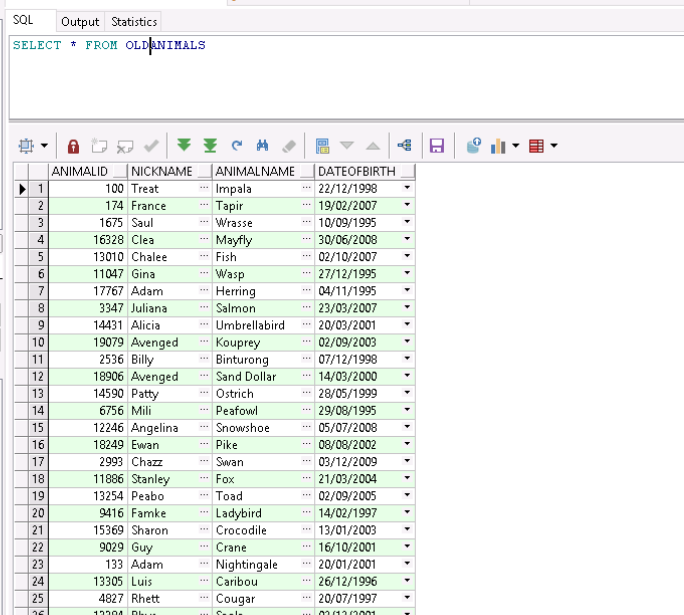 SQL Output Statistics
SELECT * FROM OLDANIMALS
ANIMALID NICKNAME ANIMALNAME DATEOFBIRTH
1 100 Treat Impala 22/12/1998
2 174 France Tapir 19/02/2007
3 1675 Saul Wrasse 10/09/1995
4 16328 Clea Mayfly 30/06/2008
5 13010 Chalee Fish 02/10/2007
6 11047 Gina Wasp 27/12/1995
7 17767 Adam Herring 04/11/1995
8 3347 Juliana Salmon 23/03/2007
9 14431 Alicia Umbrellabird 20/03/2001
10 19079 Avenged Kouprey 02/09/2003
11 2536 Billy Binturong 07/12/1998
12 18906 Avenged Sand Dollar 14/03/2000
13 14590 Patty Ostrich 28/05/1999
14 6756 Mili Peafowl 29/08/1995
15 12246 Angelina Snowshoe 05/07/2008
16 18249 Ewan Pike 08/08/2002
17 2993 Chazz Swan 03/12/2009
18 11886 Stanley Fox 21/03/2004
19 13254 Peabo Toad 02/09/2005
20 9416 Famke Ladybird 14/02/1997
21 15369 Sharon Crocodile 13/01/2003
22 9029 Guy Crane 16/10/2001
23 133 Adam Nightingale 20/01/2001
24 13305 Luis Caribou 26/12/1996
25 4827 Rhett Cougar 20/07/1997